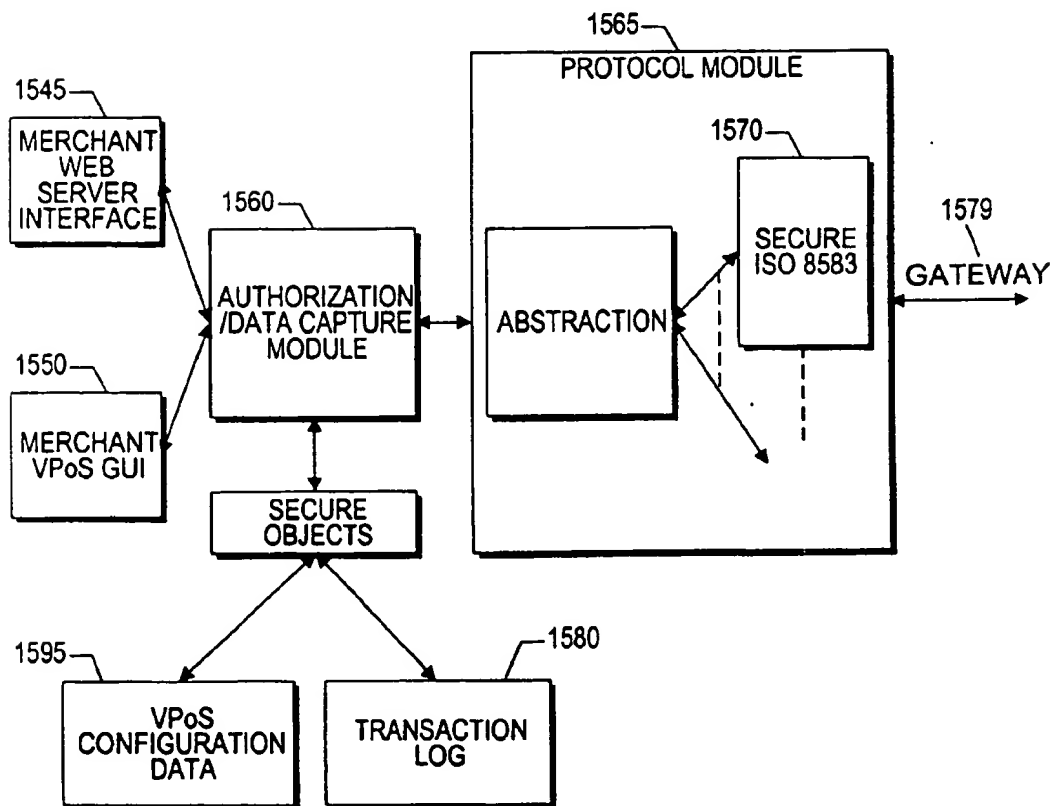 1565
PROTOCOL MODULE
1545
MERCHANT
WEB
SERVER
INTERFACE
1570
SECURE
ISO 8583
1560
AUTHORIZATION
/DATA CAPTURE
MODULE
ABSTRACTION
1579
GATEWAY
1550
MERCHANT
VPoS GUI
SECURE
OBJECTS
1595
VPoS
CONFIGURATION
DATA
1580
TRANSACTION
LOG